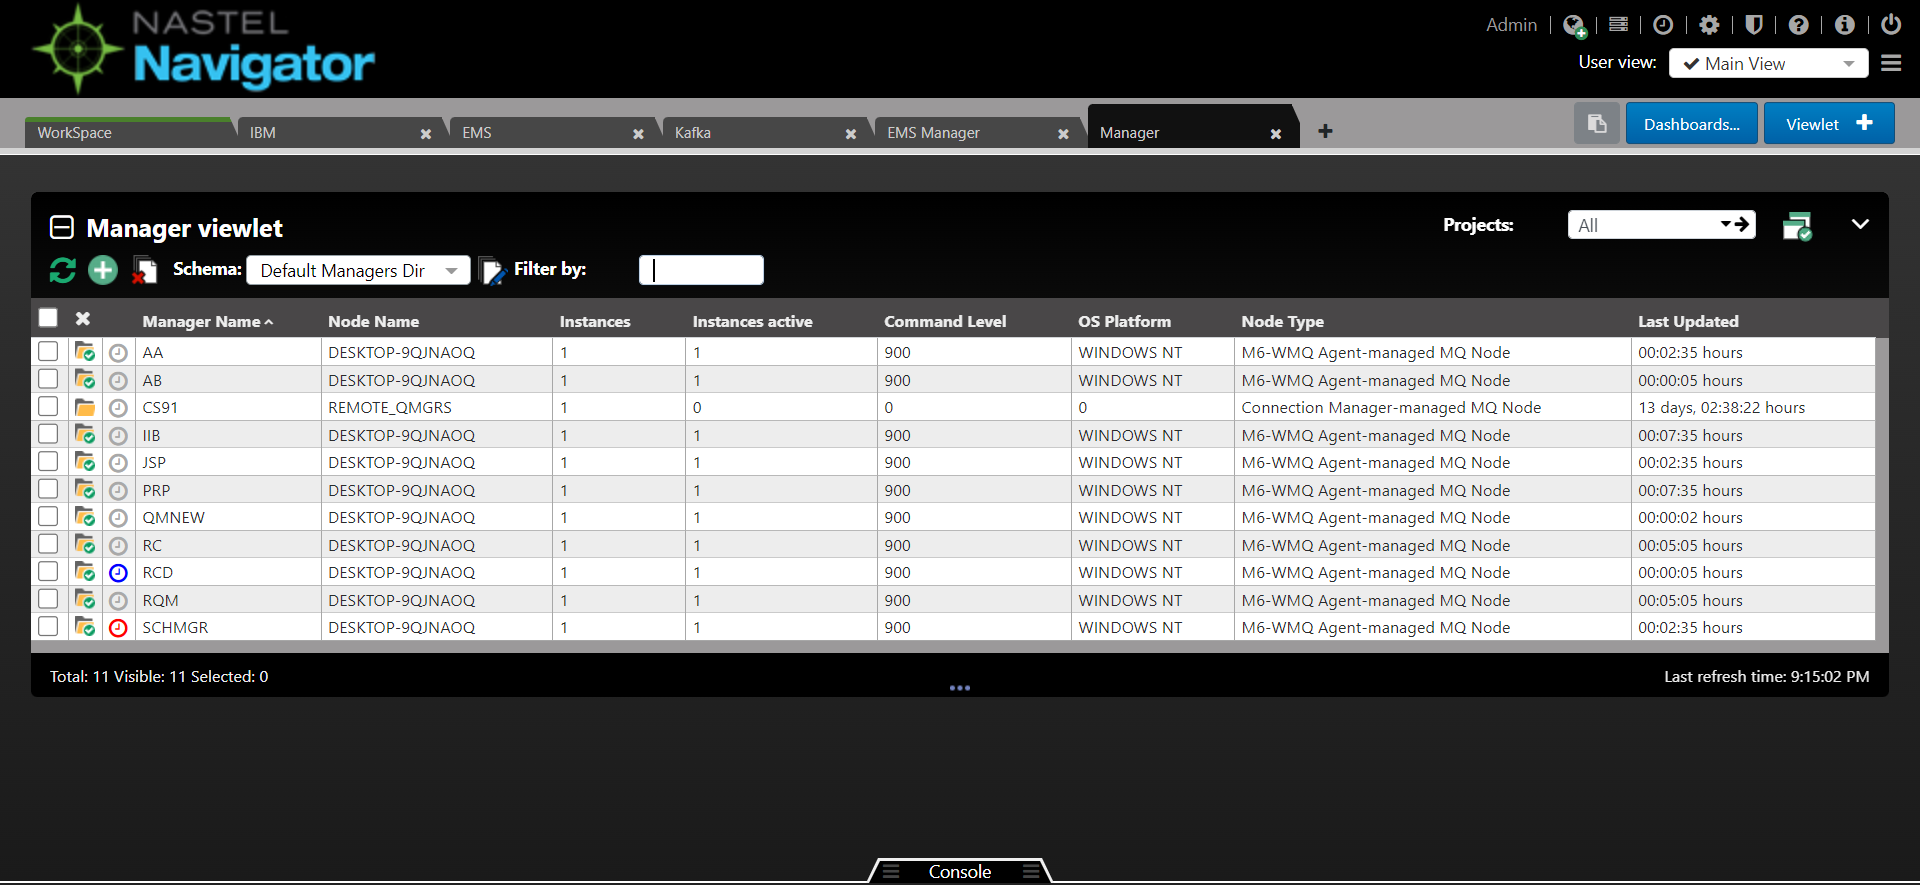 NASTEL
Navigator
Admin
User view: Main View
WorkSpace IBM EMS Kafka EMS Manager Manager Dashboards... Viewlet
Manager viewlet Projects: All
Schema: Default Managers Dir Filter by:
Manager Name Node Name Instances Instances active Command Level OS Platform Node Type Last Updated
AA DESKTOP-9QJNAOQ 1 1 900 WINDOWS NT M6-WMQ Agent-managed MQ Node 00:02:35 hours
AB DESKTOP-9QJNAOQ 1 1 900 WINDOWS NT M6-WMQ Agent-managed MQ Node 00:00:05 hours
CS91 REMOTE_QMGRS 1 0 0 0 Connection Manager-managed MQ Node 13 days, 02:38:22 hours
IIB DESKTOP-9QJNAOQ 1 1 900 WINDOWS NT M6-WMQ Agent-managed MQ Node 00:07:35 hours
JSP DESKTOP-9QJNAOQ 1 1 900 WINDOWS NT M6-WMQ Agent-managed MQ Node 00:02:35 hours
PRP DESKTOP-9QJNAOQ 1 1 900 WINDOWS NT M6-WMQ Agent-managed MQ Node 00:07:35 hours
QMNEW DESKTOP-9QJNAOQ 1 1 900 WINDOWS NT M6-WMQ Agent-managed MQ Node 00:00:02 hours
RC DESKTOP-9QJNAOQ 1 1 900 WINDOWS NT M6-WMQ Agent-managed MQ Node 00:05:05 hours
RCD DESKTOP-9QJNAOQ 1 1 900 WINDOWS NT M6-WMQ Agent-managed MQ Node 00:00:05 hours
RQM DESKTOP-9QJNAOQ 1 1 900 WINDOWS NT M6-WMQ Agent-managed MQ Node 00:05:05 hours
SCHMGR DESKTOP-9QJNAOQ 1 1 900 WINDOWS NT M6-WMQ Agent-managed MQ Node 00:02:35 hours
Total: 11 Visible: 11 Selected: 0 Last refresh time: 9:15:02 PM
Console